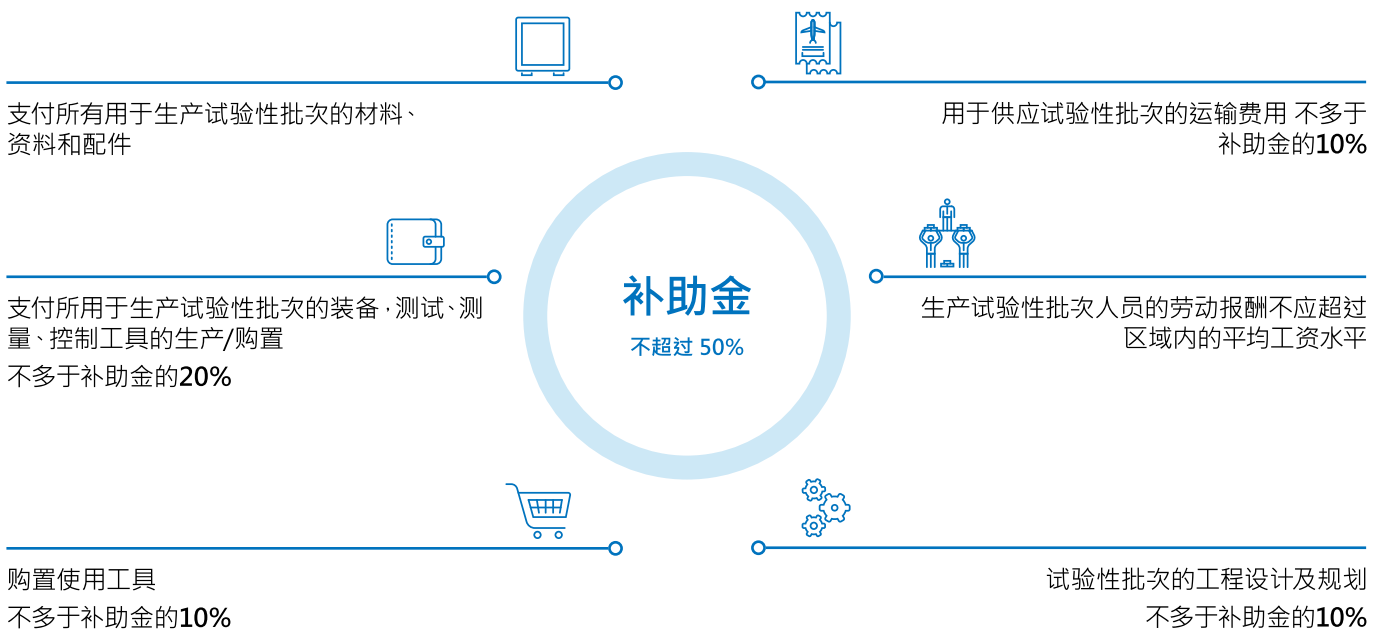 支付所有用于生产试验性批次的材料、
资料和配件
用于供应试验性批次的运输费用 不多于
补助金的10%
补助金
不超过 50%
支付所用于生产试验性批次的装备,测试、测
量、控制工具的生产/购置
不多于补助金的20%
生产试验性批次人员的劳动报酬不应超过
区域内的平均工资水平
购置使用工具
不多于补助金的10%
试验性批次的工程设计及规划
不多于补助金的10%